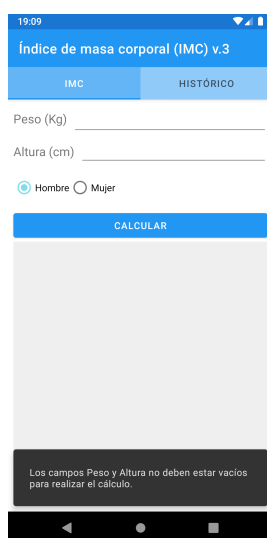 19:09
Índice de masa corporal (IMC) v.3
IMC HISTÓRICO
Peso (Kg)
Altura (cm)
Hombre Mujer
CALCULAR
Los campos Peso y Altura no deben estar vacíos
para realizar el cálculo.